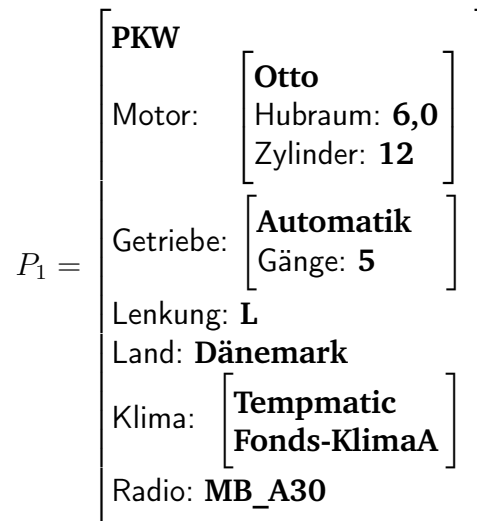 PKW
Motor: Otto
Hubraum: 6,0
Zylinder: 12
Getriebe: Automatik
Gänge: 5
P₁ =
Lenkung: L
Land: Dänemark
Klima: Tempmatic
Fonds-KlimaA
Radio: MB_A30